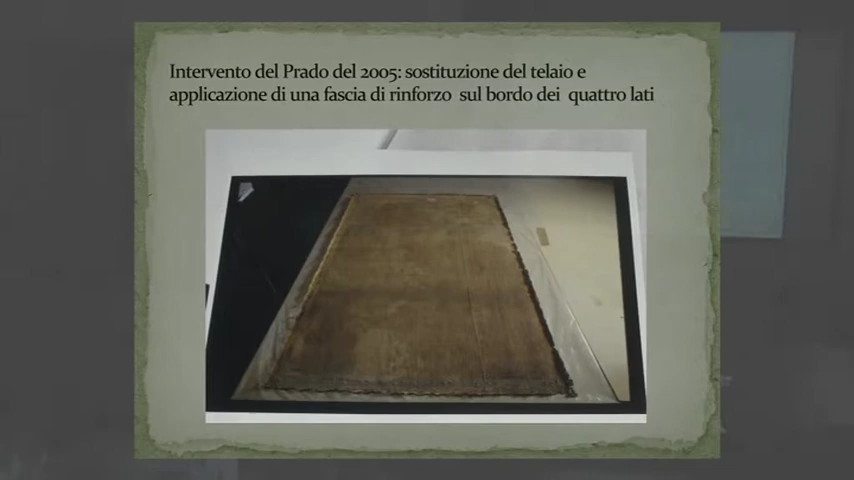 Intervento del Prado del 2005: sostituzione del telaio e
applicazione di una fascia di rinforzo sul bordo dei quattro lati